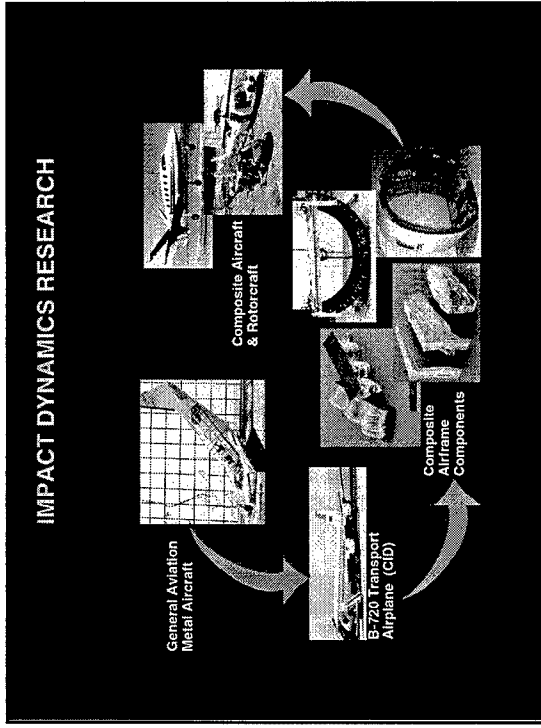 IMPACT DYNAMICS RESEARCH
General Aviation
Metal Aircraft
B-720 Transport
Airplane (CID)
Composite
Airframe
Components
Composite Aircraft
& Rotorcraft